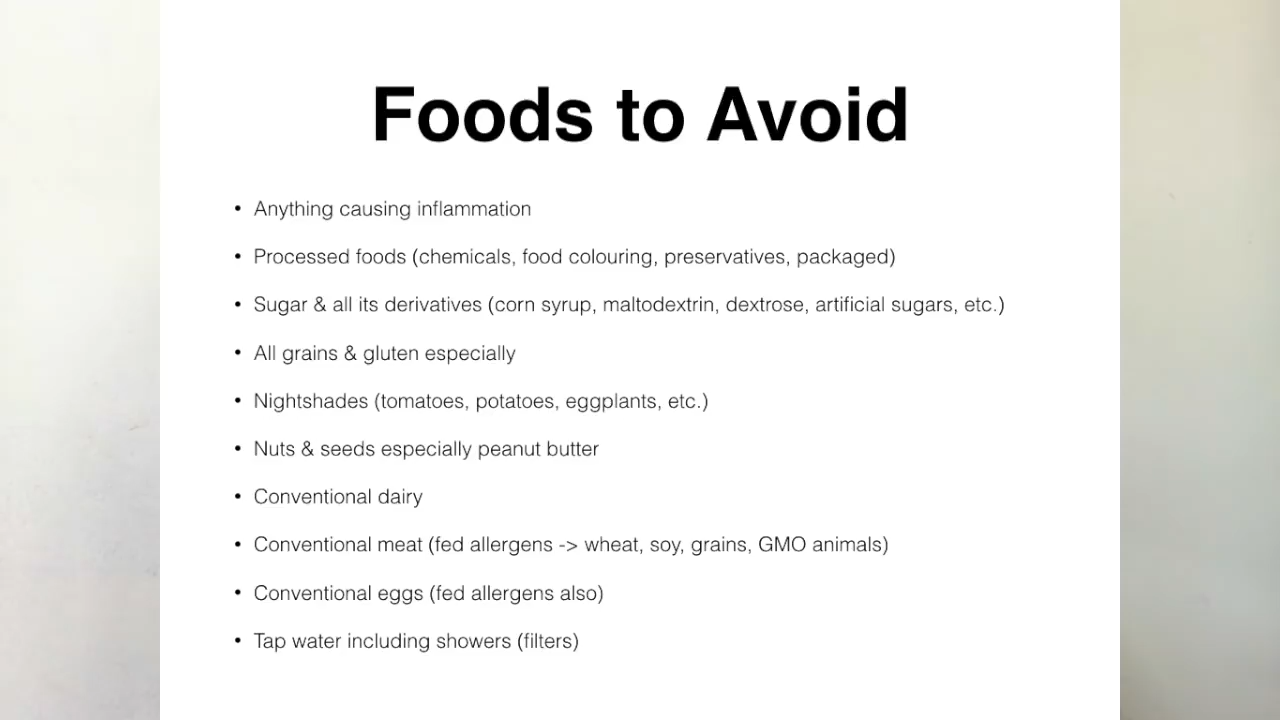 Foods to Avoid
• Anything causing inflammation
• Processed foods (chemicals, food colouring, preservatives, packaged)
• Sugar & all its derivatives (corn syrup, maltodextrin, dextrose, artificial sugars, etc.)
• All grains & gluten especially
• Nightshades (tomatoes, potatoes, eggplants, etc.)
• Nuts & seeds especially peanut butter
• Conventional dairy
• Conventional meat (fed allergens -> wheat, soy, grains, GMO animals)
• Conventional eggs (fed allergens also)
• Tap water including showers (filters)